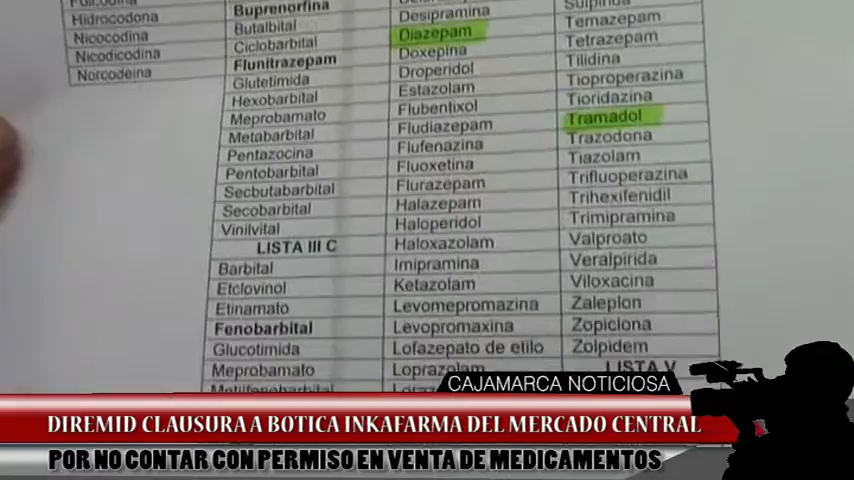 Hidrocodona
Nicocodina
Nicodicodina
Norcodeina
Buprenorfina
Butalbital
Ciclobarbital
Flunitrazepam
Glutetimida
Hexobarbital
Meprobamato
Metabarbital
Pentazocina
Pentobarbital
Secbutabarbital
Secobarbital
Vinilvital
LISTA III C
Barbital
Etclovinol
Etinamato
Fenobarbital
Glucotimida
Meprobamato
Metilfenobarbital
Desipramina
Diazepam
Doxepina
Droperidol
Estazolam
Flubentixol
Fludiazepam
Flufenazina
Fluoxetina
Flurazepam
Halazepam
Haloperidol
Haloxazolam
Imipramina
Ketazolam
Levomepromazina
Levopromaxina
Lofazepato de etilo
Loprazolam
Sulpirida
Temazepam
Tetrazepam
Tilidina
Tioproperazina
Tioridazina
Tramadol
Trazodona
Tiazolam
Trifluoperazina
Trihexifenidil
Trimipramina
Valproato
Veralpirida
Viloxacina
Zaleplon
Zopiclona
Zolpidem
LISTA V
CAJAMARCA NOTICIOSA
DIREMID CLAUSURA A BOTICA INKAFARMA DEL MERCADO CENTRAL
POR NO CONTAR CON PERMISO EN VENTA DE MEDICAMENTOS